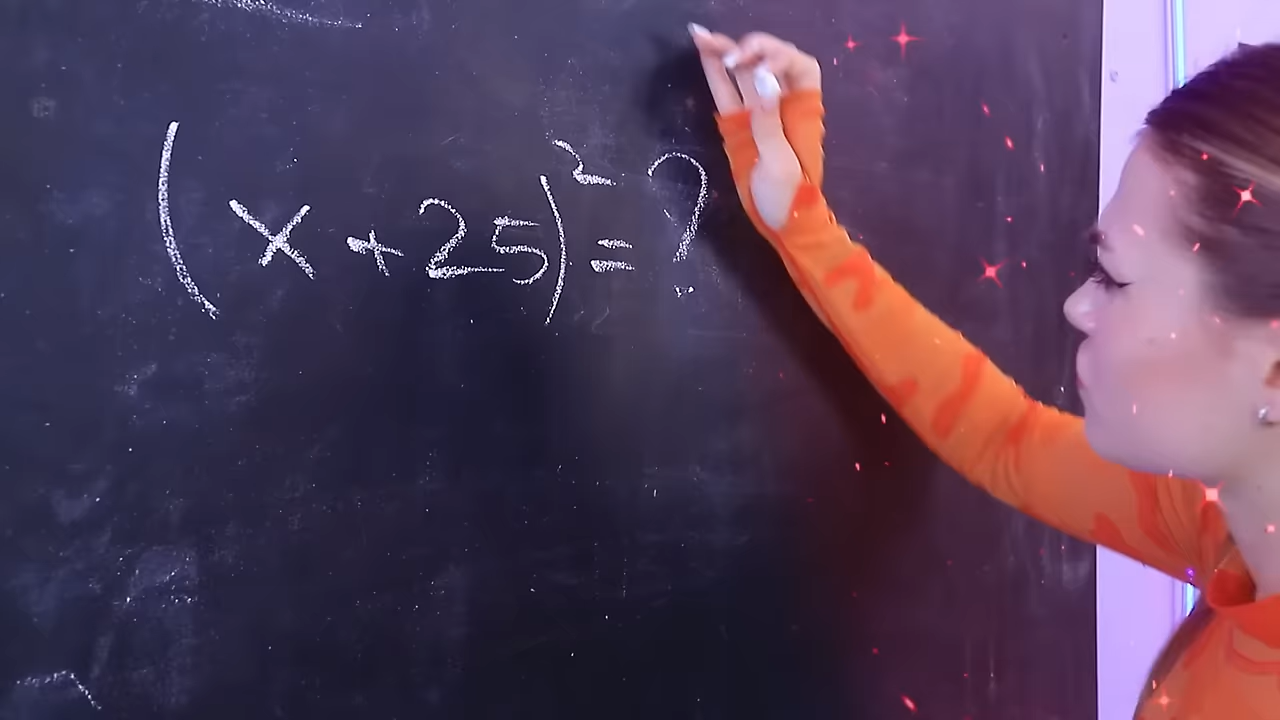 (x+25)² = ?